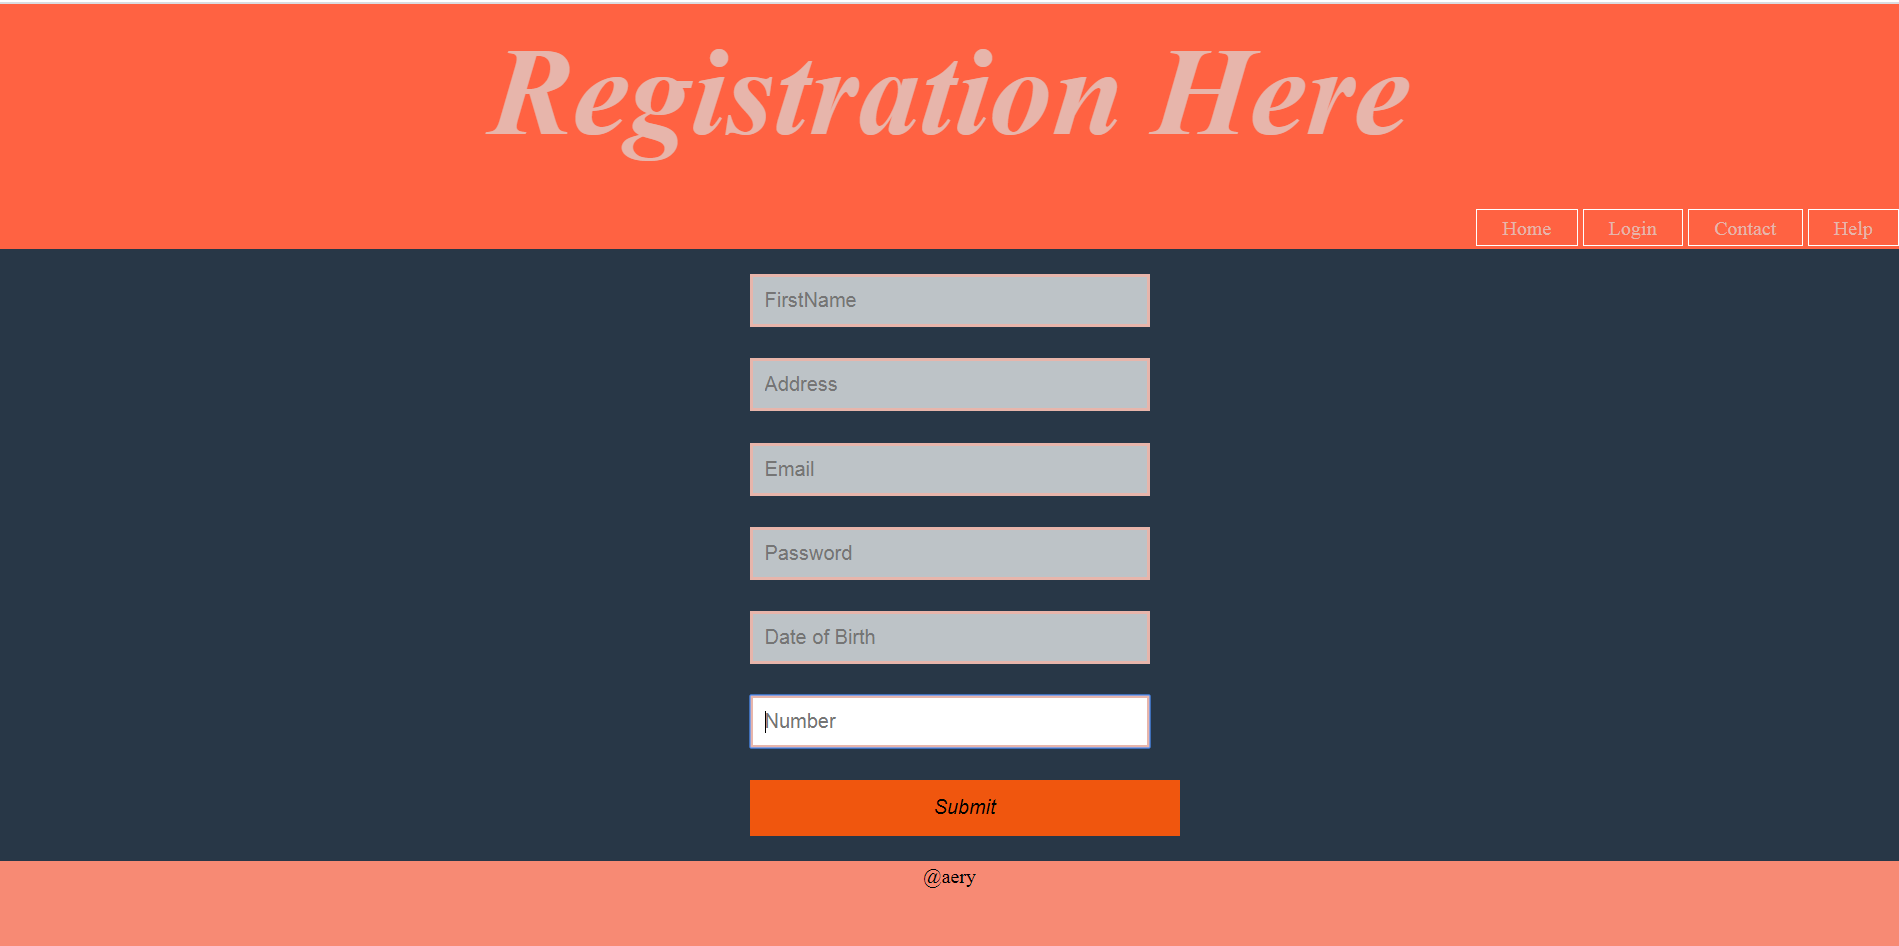 Registration Here
Home Login Contact Help
FirstName
Address
Email
Password
Date of Birth
Number
Submit
@aery